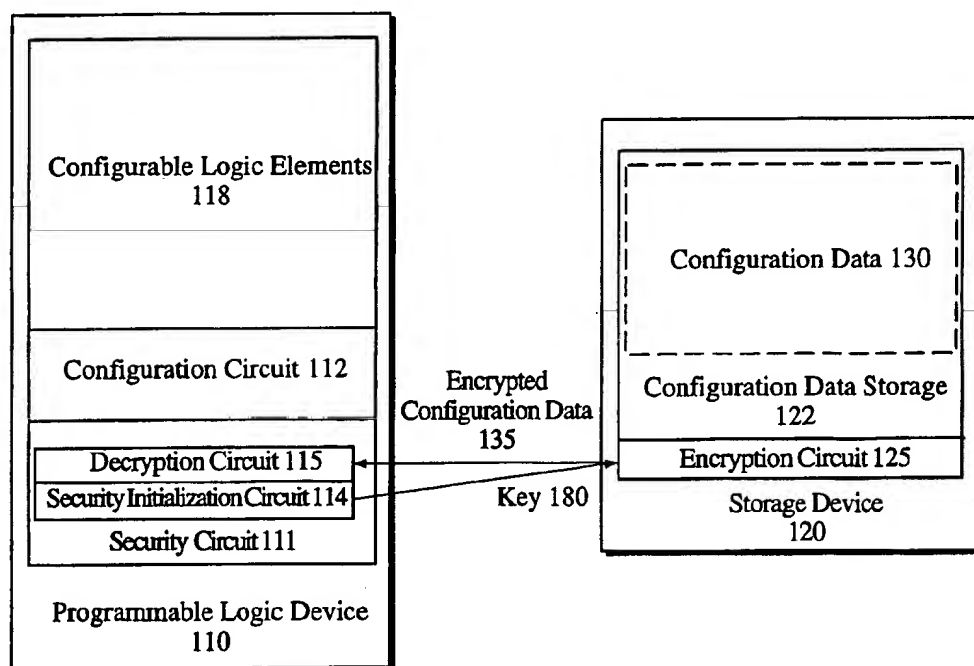 Configurable Logic Elements
118
Configuration Circuit 112
Decryption Circuit 115
Security Initialization Circuit 114
Security Circuit 111
Programmable Logic Device
110
Encrypted
Configuration Data
135
Key 180
Configuration Data 130
Configuration Data Storage
122
Encryption Circuit 125
Storage Device
120